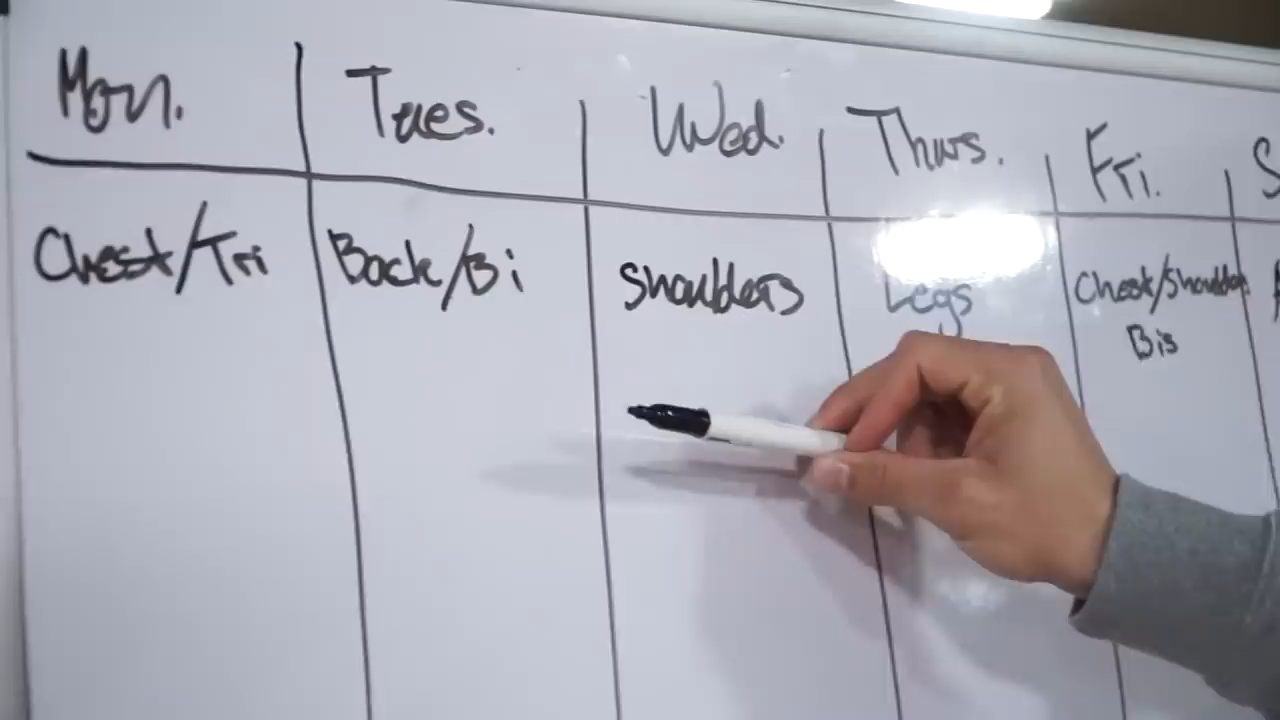 Mon. Tues. Wed. Thurs. Fri. S
Chest/Tri Back/Bi Shoulders Legs Chest/Shoulder
Bis